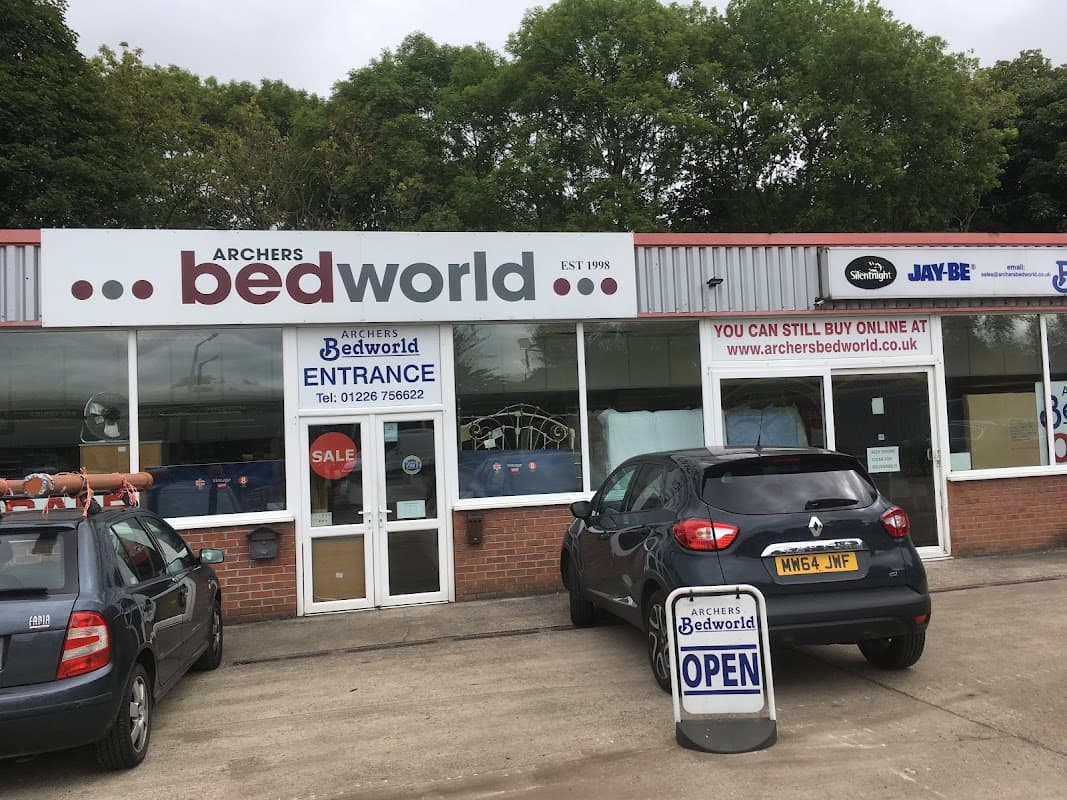 ARCHERS
bedworld
EST 1998
Silentnight
JAY-BE
email:
sales@archersbedworld.co.uk
ARCHERS
Bedworld
ENTRANCE
Tel: 01226 756622
YOU CAN STILL BUY ONLINE AT
www.archersbedworld.co.uk
SALE
FABIA
MW64 JWF
ARCHERS
Bedworld
OPEN